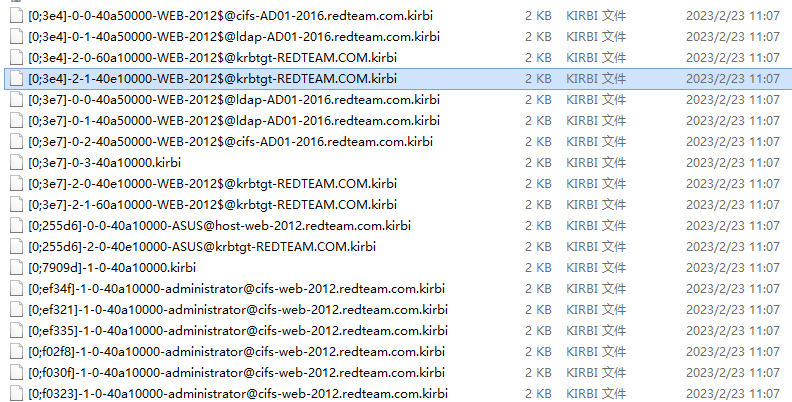 [0;3e4]-0-0-40a50000-WEB-2012$@cifs-AD01-2016.redteam.com.kirbi 2 KB KIRBI 文件 2023/2/23 11:07
[0;3e4]-0-1-40a50000-WEB-2012$@ldap-AD01-2016.redteam.com.kirbi 2 KB KIRBI 文件 2023/2/23 11:07
[0;3e4]-2-0-60a10000-WEB-2012$@krbtgt-REDTEAM.COM.kirbi 2 KB KIRBI 文件 2023/2/23 11:07
[0;3e4]-2-1-40e10000-WEB-2012$@krbtgt-REDTEAM.COM.kirbi 2 KB KIRBI 文件 2023/2/23 11:07
[0;3e7]-0-0-40a50000-WEB-2012$@ldap-AD01-2016.redteam.com.kirbi 2 KB KIRBI 文件 2023/2/23 11:07
[0;3e7]-0-1-40a50000-WEB-2012$@ldap-AD01-2016.redteam.com.kirbi 2 KB KIRBI 文件 2023/2/23 11:07
[0;3e7]-0-2-40a50000-WEB-2012$@cifs-AD01-2016.redteam.com.kirbi 2 KB KIRBI 文件 2023/2/23 11:07
[0;3e7]-0-3-40a10000.kirbi 2 KB KIRBI 文件 2023/2/23 11:07
[0;3e7]-2-0-40e10000-WEB-2012$@krbtgt-REDTEAM.COM.kirbi 2 KB KIRBI 文件 2023/2/23 11:07
[0;3e7]-2-1-60a10000-WEB-2012$@krbtgt-REDTEAM.COM.kirbi 2 KB KIRBI 文件 2023/2/23 11:07
[0;255d6]-0-0-40a10000-ASUS@host-web-2012.redteam.com.kirbi 2 KB KIRBI 文件 2023/2/23 11:07
[0;255d6]-2-0-40e10000-ASUS@krbtgt-REDTEAM.COM.kirbi 2 KB KIRBI 文件 2023/2/23 11:07
[0;7909d]-1-0-40a10000.kirbi 2 KB KIRBI 文件 2023/2/23 11:07
[0;ef34f]-1-0-40a10000-administrator@cifs-web-2012.redteam.com.kirbi 2 KB KIRBI 文件 2023/2/23 11:07
[0;ef321]-1-0-40a10000-administrator@cifs-web-2012.redteam.com.kirbi 2 KB KIRBI 文件 2023/2/23 11:07
[0;ef335]-1-0-40a10000-administrator@cifs-web-2012.redteam.com.kirbi 2 KB KIRBI 文件 2023/2/23 11:07
[0;f02f8]-1-0-40a10000-administrator@cifs-web-2012.redteam.com.kirbi 2 KB KIRBI 文件 2023/2/23 11:07
[0;f030f]-1-0-40a10000-administrator@cifs-web-2012.redteam.com.kirbi 2 KB KIRBI 文件 2023/2/23 11:07
[0;f0323]-1-0-40a10000-administrator@cifs-web-2012.redteam.com.kirbi 2 KB KIRBI 文件 2023/2/23 11:07